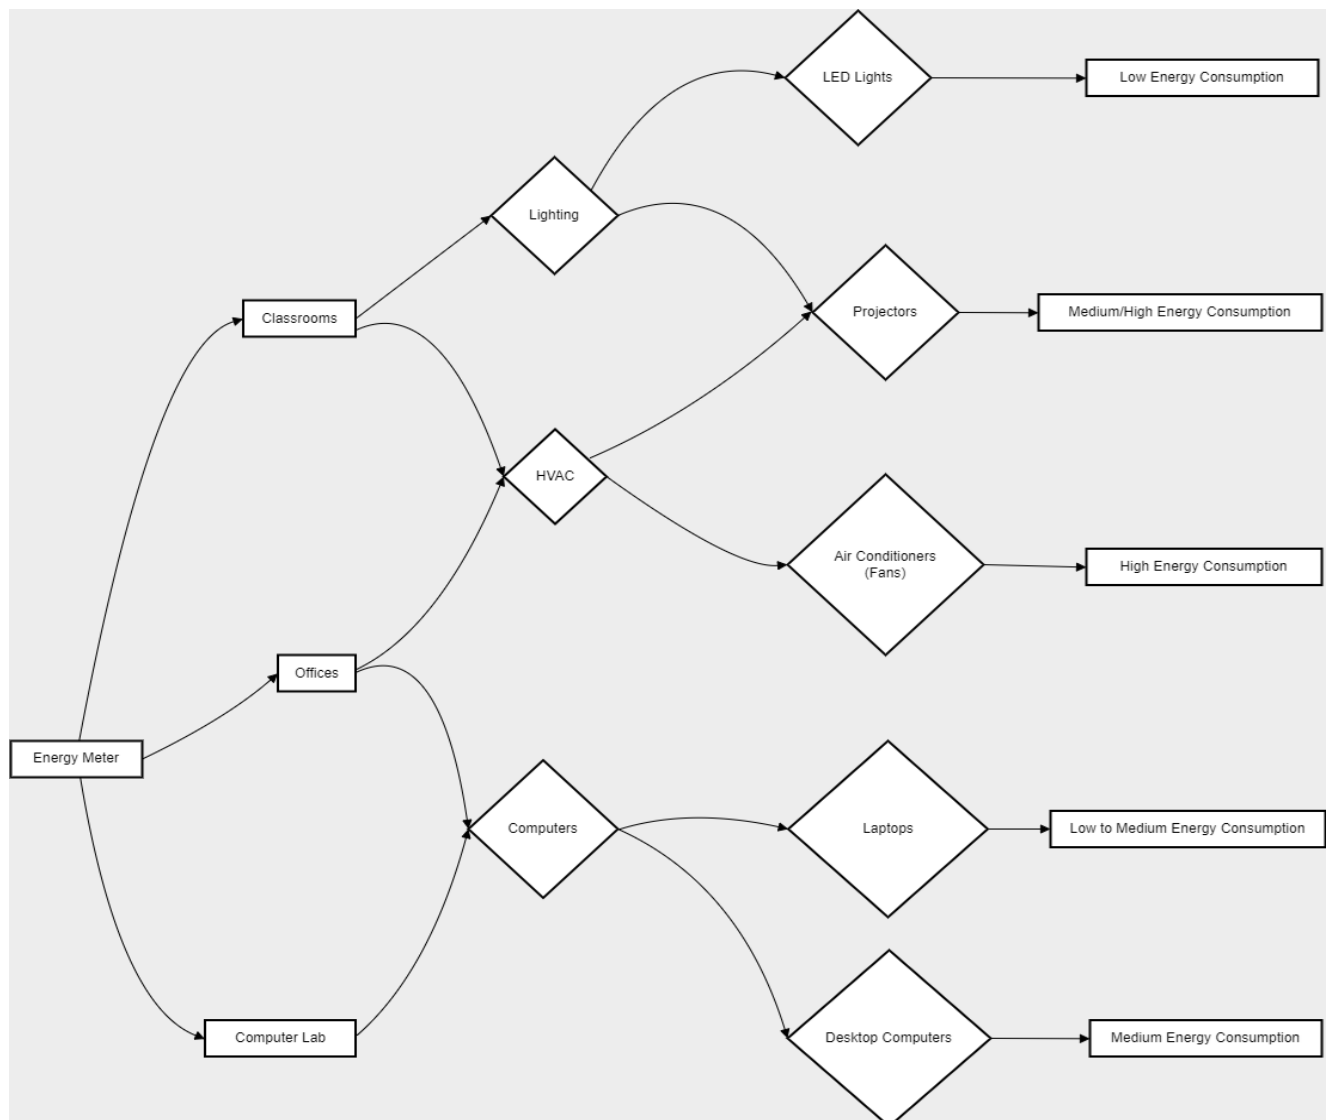 LED Lights
Low Energy Consumption
Lighting
Classrooms
Projectors
Medium/High Energy Consumption
HVAC
Air Conditioners
(Fans)
High Energy Consumption
Offices
Energy Meter
Computers
Laptops
Low to Medium Energy Consumption
Computer Lab
Desktop Computers
Medium Energy Consumption